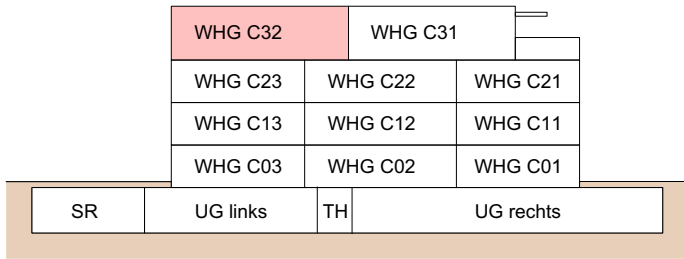 WHG C32 WHG C31
WHG C23 WHG C22 WHG C21
WHG C13 WHG C12 WHG C11
WHG C03 WHG C02 WHG C01
SR UG links TH UG rechts